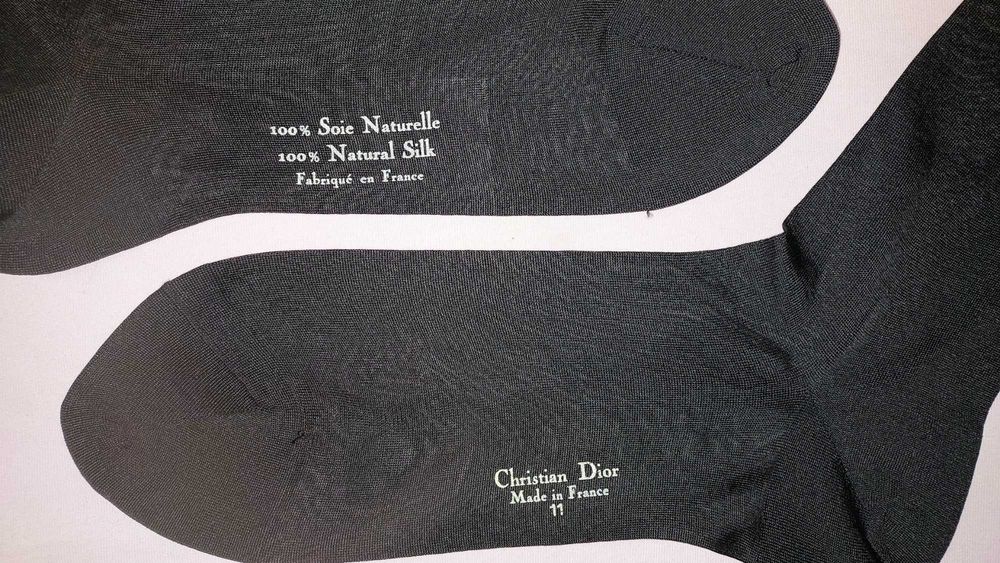 100% Soie Naturelle
100% Natural Silk
Fabriqué en France
Christian Dior
Made in France
11